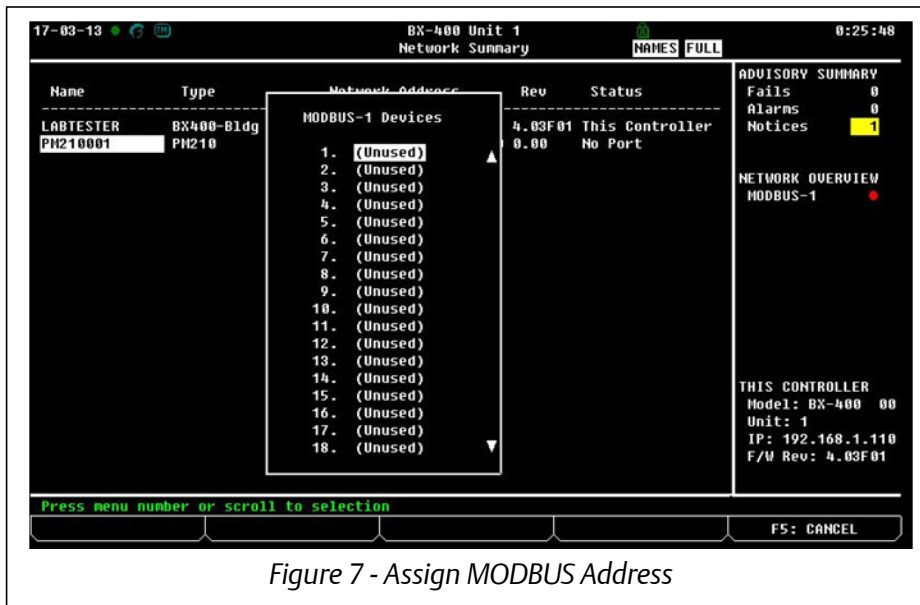 17-03-13 BX-400 Unit 1 0:25:48
Network Summary NAMES FULL
Name Type Network Address Rev Status
LABTESTER BX400-Bldg 4.03F01 This Controller
PM210001 PM210 0.00 No Port
MODBUS-1 Devices
1. (Unused)
2. (Unused)
3. (Unused)
4. (Unused)
5. (Unused)
6. (Unused)
7. (Unused)
8. (Unused)
9. (Unused)
10. (Unused)
11. (Unused)
12. (Unused)
13. (Unused)
14. (Unused)
15. (Unused)
16. (Unused)
17. (Unused)
18. (Unused)
ADVISORY SUMMARY
Fails 0
Alarms 0
Notices 1
NETWORK OVERVIEW
MODBUS-1
THIS CONTROLLER
Model: BX-400 00
Unit: 1
IP: 192.168.1.110
F/W Rev: 4.03F01
Press menu number or scroll to selection
F5: CANCEL
Figure 7 - Assign MODBUS Address